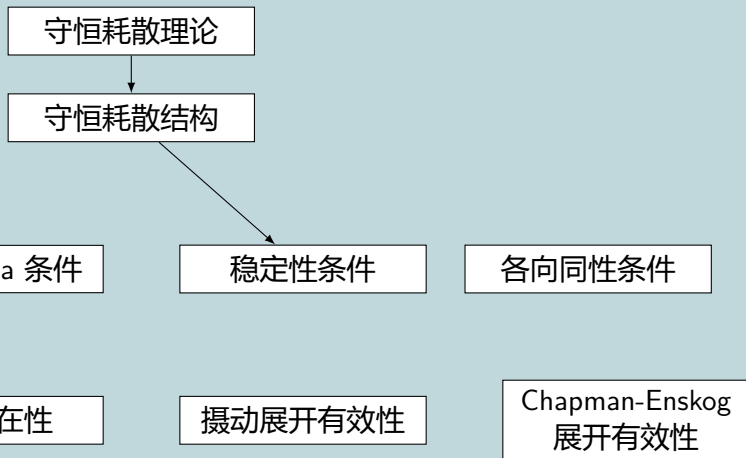 守恒耗散理论
守恒耗散结构
a 条件
稳定性条件
各向同性条件
在性
摄动展开有效性
Chapman-Enskog
展开有效性